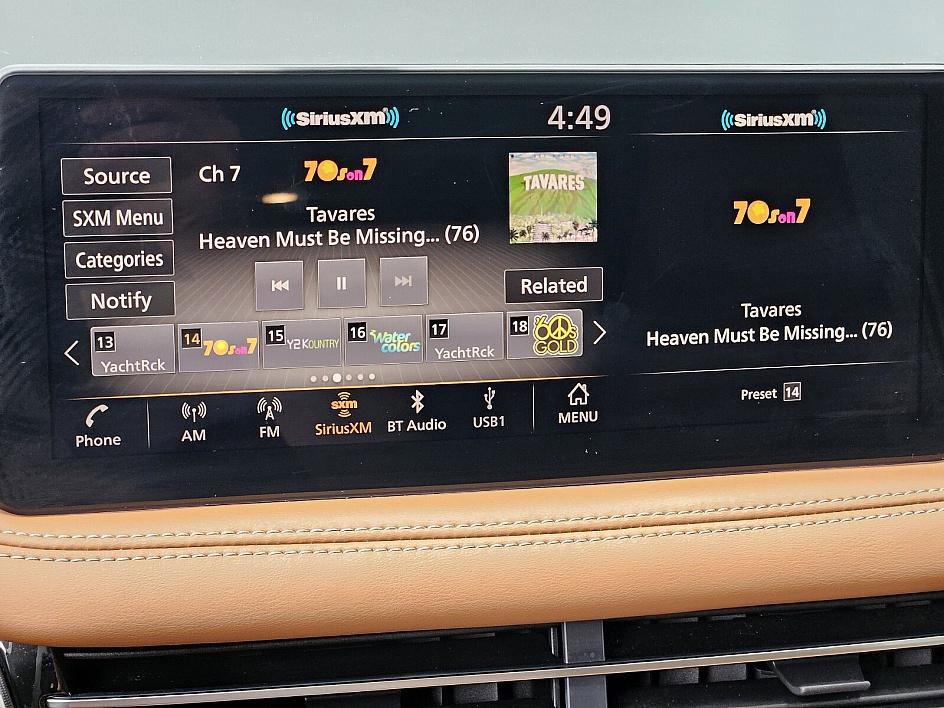 SiriusXM
4:49
SiriusXM
Source
Ch 7
70s on 7
TAVARES
SXM Menu
Tavares
Heaven Must Be Missing... (76)
Categories
Notify
Related
13 YachtRck
14 70s on 7
15 Y2KOUNTRY
16 Watercolors
17 YachtRck
18 60s GOLD
Phone
AM
FM
sxm
SiriusXM
BT Audio
USB1
MENU
70s on 7
Tavares
Heaven Must Be Missing... (76)
Preset 14